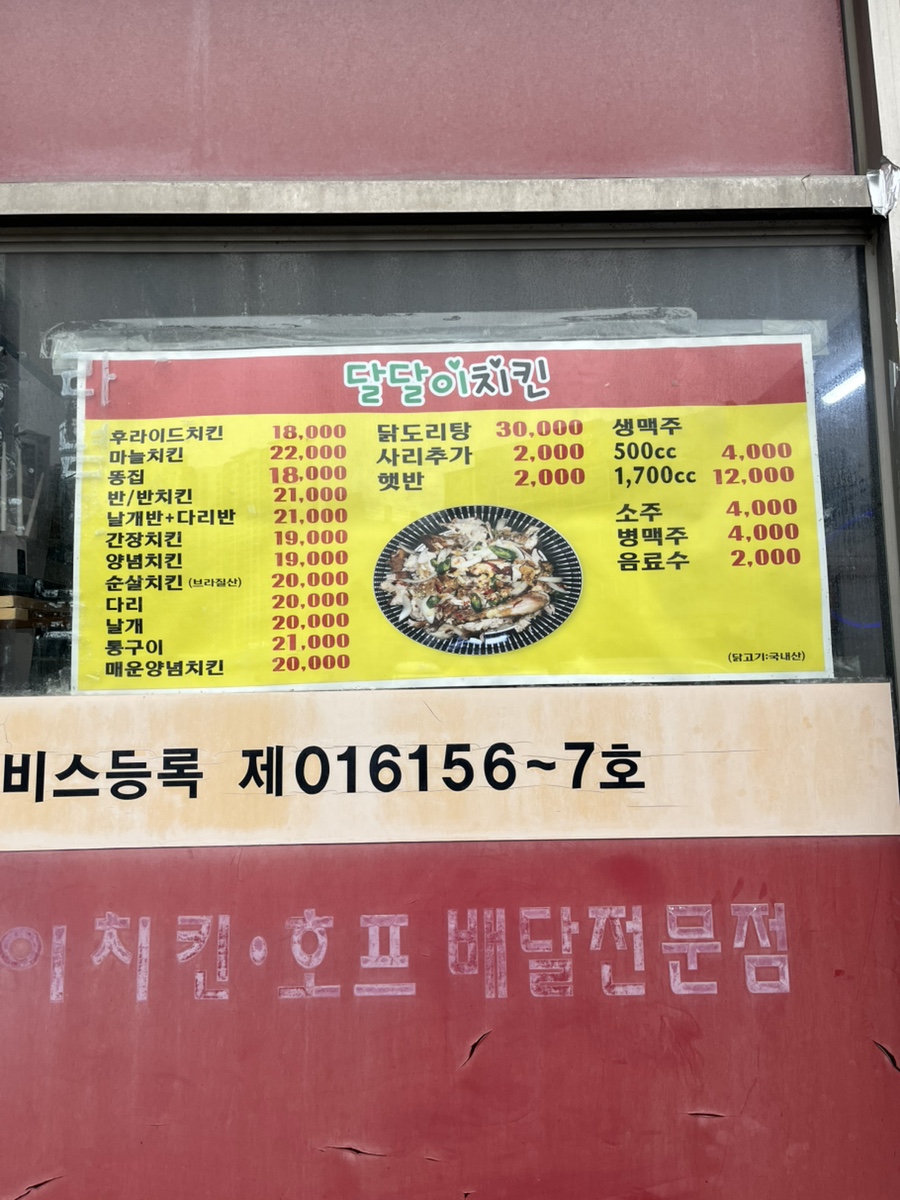 달달이치킨
후라이드치킨 18,000
마늘치킨 22,000
똥집 18,000
반/반치킨 21,000
날개반+다리반 21,000
간장치킨 19,000
양념치킨 19,000
순살치킨 (브라질산) 20,000
다리 20,000
날개 20,000
통구이 21,000
매운양념치킨 20,000
닭도리탕 30,000
사리추가 2,000
햇반 2,000
생맥주
500cc 4,000
1,700cc 12,000
소주 4,000
병맥주 4,000
음료수 2,000
(닭고기:국내산)
비스등록 제016156~7호
이치킨·호프 배달전문점